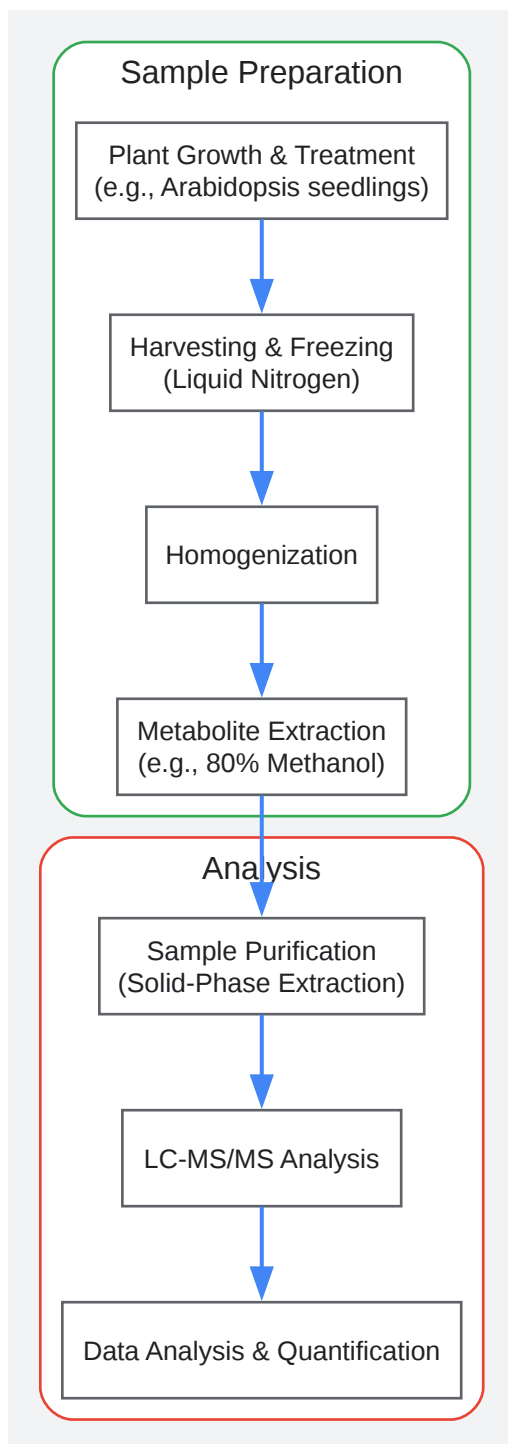 Sample Preparation
Plant Growth & Treatment
(e.g., Arabidopsis seedlings)
Harvesting & Freezing
(Liquid Nitrogen)
Homogenization
Metabolite Extraction
(e.g., 80% Methanol)
Analysis
Sample Purification
(Solid-Phase Extraction)
LC-MS/MS Analysis
Data Analysis & Quantification